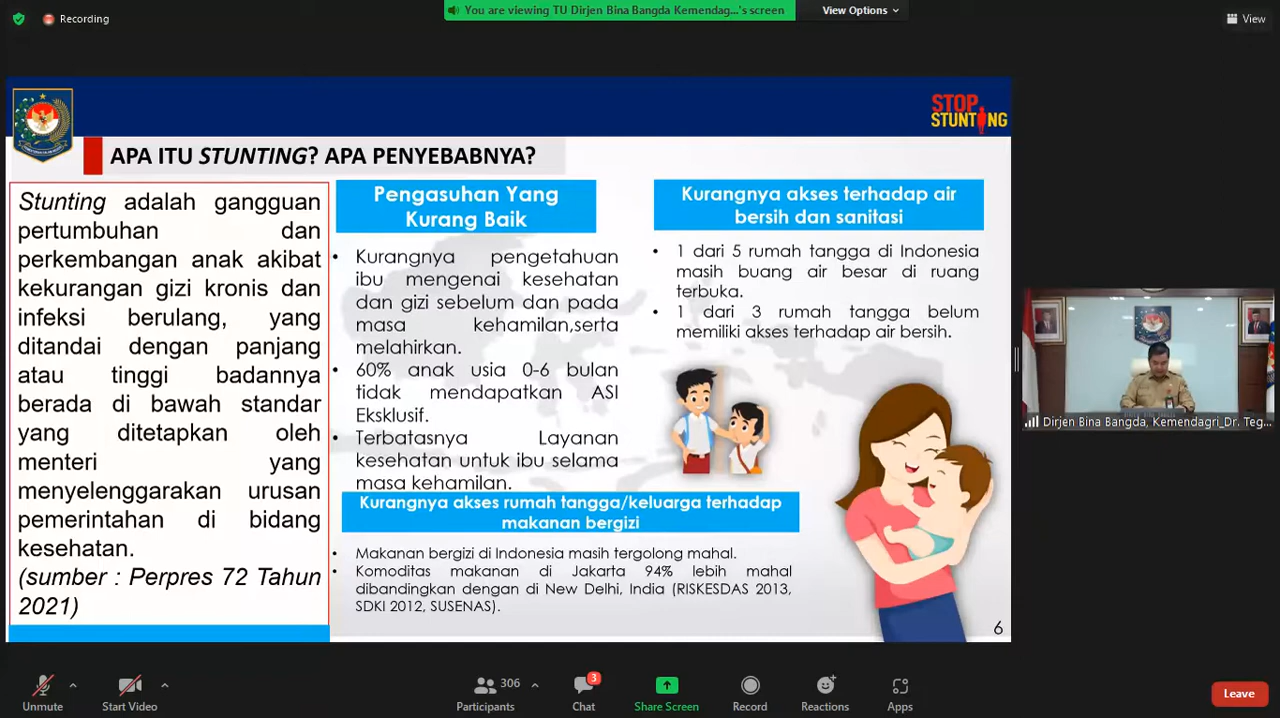 Recording
You are viewing TU Dirjen Bina Bangda Kemendag...'s screen
View Options
View
STOP
STUNTING
APA ITU STUNTING? APA PENYEBABNYA?
Stunting adalah gangguan
pertumbuhan dan
perkembangan anak akibat
kekurangan gizi kronis dan
infeksi berulang, yang
ditandai dengan panjang
atau tinggi badannya
berada di bawah standar
yang ditetapkan oleh
menteri yang
menyelenggarakan urusan
pemerintahan di bidang
kesehatan.
(sumber : Perpres 72 Tahun
2021)
Pengasuhan Yang
Kurang Baik
• Kurangnya pengetahuan
ibu mengenai kesehatan
dan gizi sebelum dan pada
masa kehamilan,serta
melahirkan.
• 60% anak usia 0-6 bulan
tidak mendapatkan ASI
Eksklusif.
• Terbatasnya Layanan
kesehatan untuk ibu selama
masa kehamilan.
Kurangnya akses terhadap air
bersih dan sanitasi
• 1 dari 5 rumah tangga di Indonesia
masih buang air besar di ruang
terbuka.
• 1 dari 3 rumah tangga belum
memiliki akses terhadap air bersih.
Kurangnya akses rumah tangga/keluarga terhadap
makanan bergizi
• Makanan bergizi di Indonesia masih tergolong mahal.
• Komoditas makanan di Jakarta 94% lebih mahal
dibandingkan dengan di New Delhi, India (RISKESDAS 2013,
SDKI 2012, SUSENAS).
6
Dirjen Bina Bangda, Kemendagri_Dr. Teg...
Unmute
Start Video
306
Participants
3
Chat
Share Screen
Record
Reactions
Apps
Leave